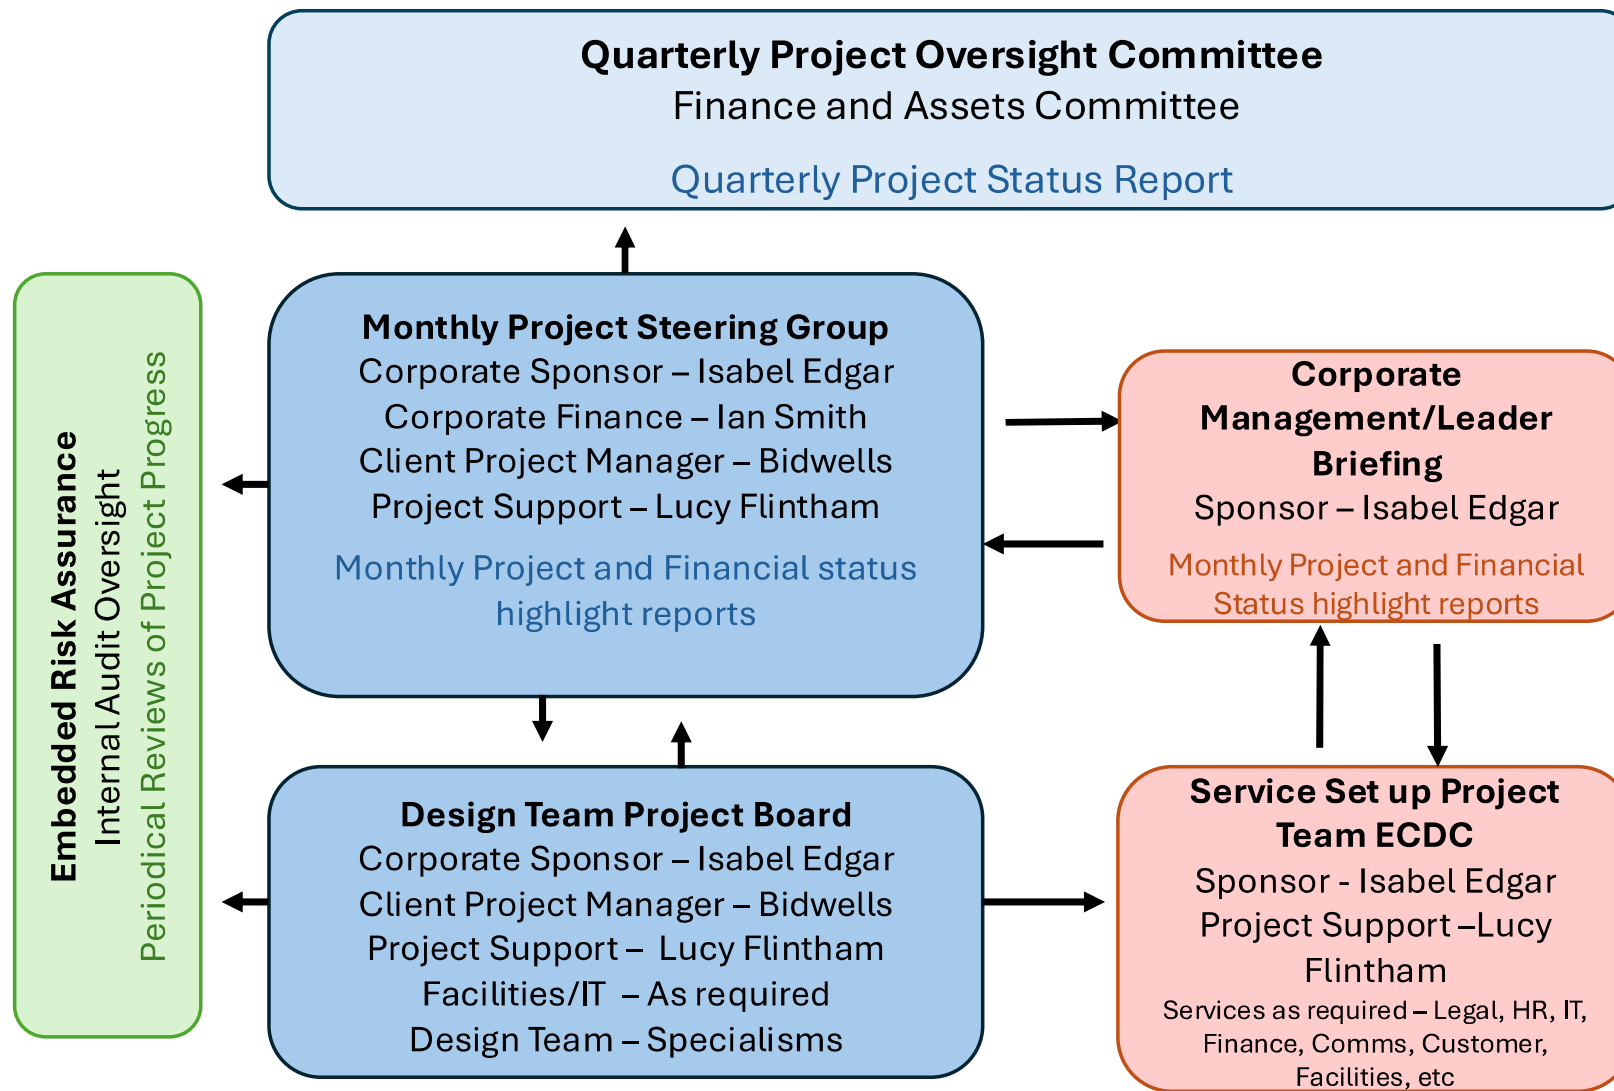 Quarterly Project Oversight Committee
Finance and Assets Committee
Quarterly Project Status Report
Embedded Risk Assurance
Internal Audit Oversight
Periodical Reviews of Project Progress
Monthly Project Steering Group
Corporate Sponsor – Isabel Edgar
Corporate Finance – Ian Smith
Client Project Manager – Bidwells
Project Support – Lucy Flintham
Monthly Project and Financial status
highlight reports
Corporate
Management/Leader
Briefing
Sponsor – Isabel Edgar
Monthly Project and Financial
Status highlight reports
Design Team Project Board
Corporate Sponsor – Isabel Edgar
Client Project Manager – Bidwells
Project Support – Lucy Flintham
Facilities/IT – As required
Design Team – Specialisms
Service Set up Project
Team ECDC
Sponsor - Isabel Edgar
Project Support –Lucy
Flintham
Services as required – Legal, HR, IT,
Finance, Comms, Customer,
Facilities, etc